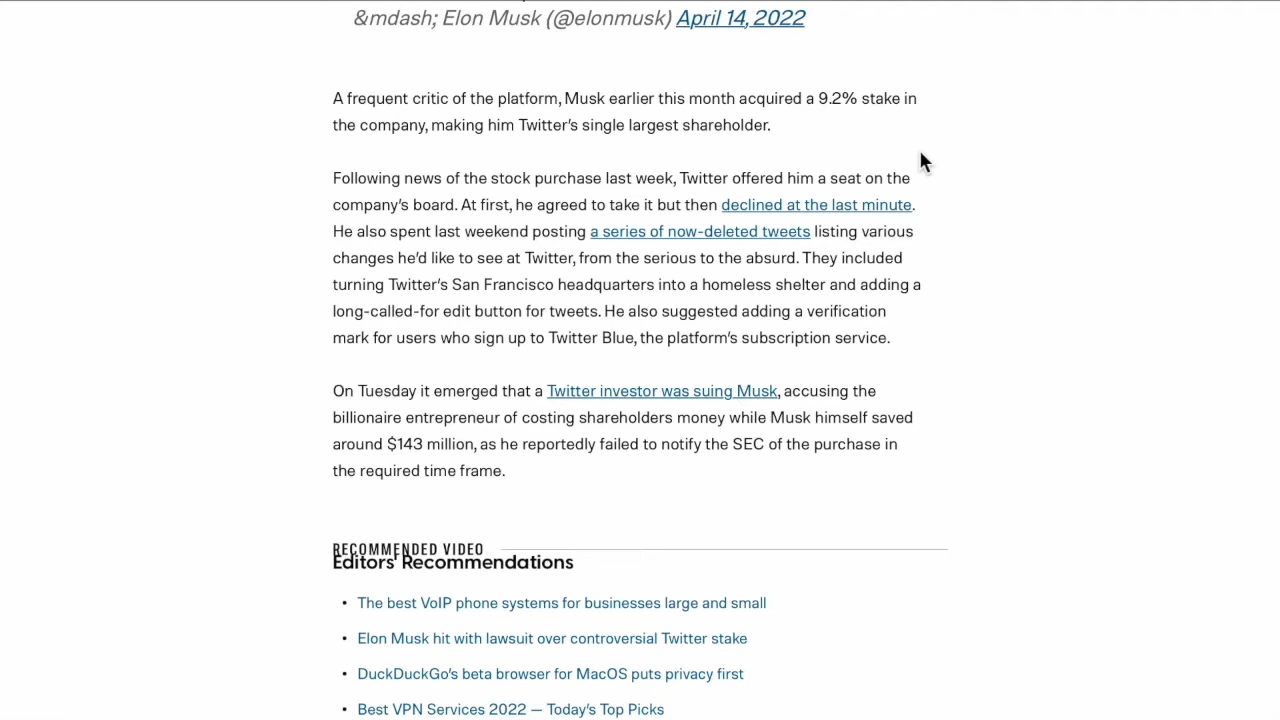 &mdash; Elon Musk (@elonmusk) April 14, 2022
A frequent critic of the platform, Musk earlier this month acquired a 9.2% stake in
the company, making him Twitter's single largest shareholder.
Following news of the stock purchase last week, Twitter offered him a seat on the
company's board. At first, he agreed to take it but then declined at the last minute.
He also spent last weekend posting a series of now-deleted tweets listing various
changes he'd like to see at Twitter, from the serious to the absurd. They included
turning Twitter's San Francisco headquarters into a homeless shelter and adding a
long-called-for edit button for tweets. He also suggested adding a verification
mark for users who sign up to Twitter Blue, the platform's subscription service.
On Tuesday it emerged that a Twitter investor was suing Musk, accusing the
billionaire entrepreneur of costing shareholders money while Musk himself saved
around $143 million, as he reportedly failed to notify the SEC of the purchase in
the required time frame.
RECOMMENDED VIDEO
Editors' Recommendations
• The best VoIP phone systems for businesses large and small
• Elon Musk hit with lawsuit over controversial Twitter stake
• DuckDuckGo's beta browser for MacOS puts privacy first
• Best VPN Services 2022 — Today's Top Picks